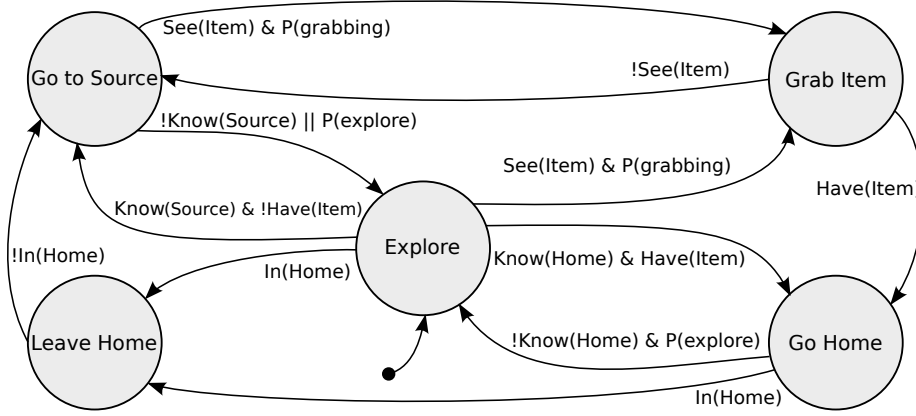 See(Item) & P(grabbing)
Go to Source
!See(Item)
Grab Item
!Know(Source) || P(explore)
See(Item) & P(grabbing)
Have(Item)
Know(Source) & !Have(Item)
Explore
!In(Home)
In(Home)
Know(Home) & Have(Item)
Leave Home
!Know(Home) & P(explore)
Go Home
In(Home)